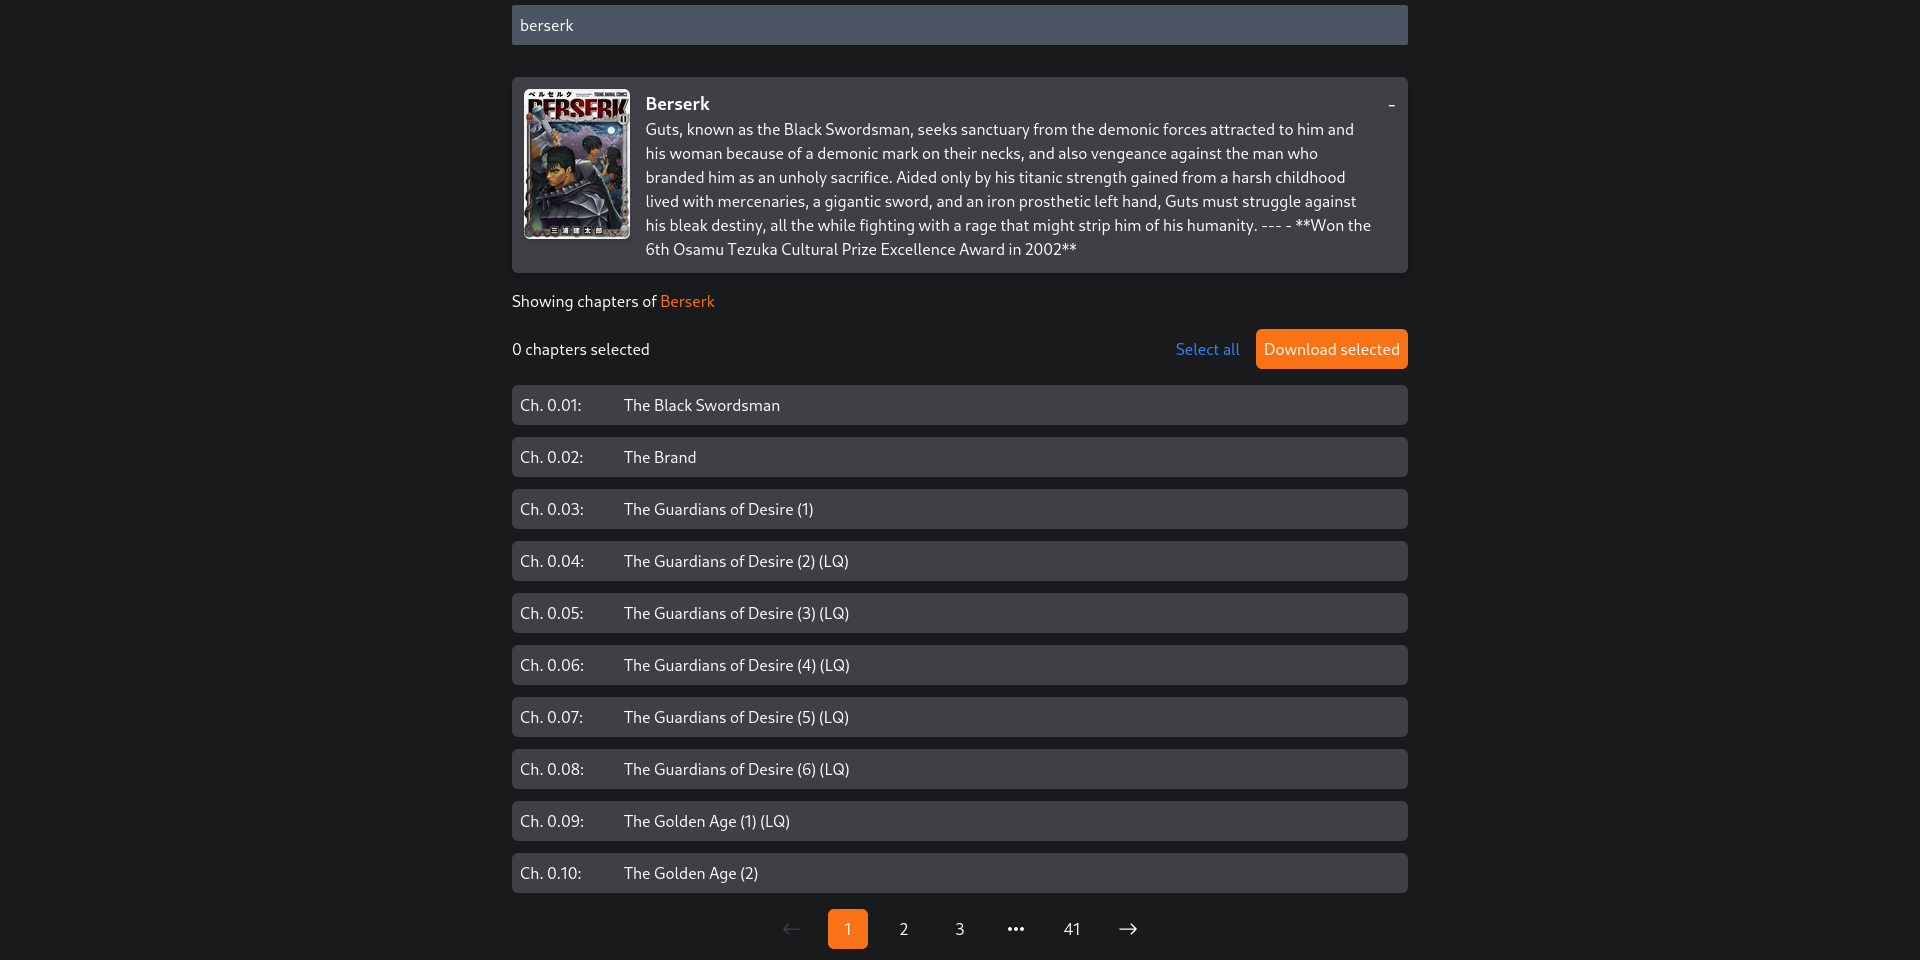 berserk
ベルセルク
YOUNG ANIMAL COMICS
BERSERK
三浦建太郎
Berserk
-
Guts, known as the Black Swordsman, seeks sanctuary from the demonic forces attracted to him and
his woman because of a demonic mark on their necks, and also vengeance against the man who
branded him as an unholy sacrifice. Aided only by his titanic strength gained from a harsh childhood
lived with mercenaries, a gigantic sword, and an iron prosthetic left hand, Guts must struggle against
his bleak destiny, all the while fighting with a rage that might strip him of his humanity. --- - **Won the
6th Osamu Tezuka Cultural Prize Excellence Award in 2002**
Showing chapters of Berserk
0 chapters selected
Select all
Download selected
Ch. 0.01: The Black Swordsman
Ch. 0.02: The Brand
Ch. 0.03: The Guardians of Desire (1)
Ch. 0.04: The Guardians of Desire (2) (LQ)
Ch. 0.05: The Guardians of Desire (3) (LQ)
Ch. 0.06: The Guardians of Desire (4) (LQ)
Ch. 0.07: The Guardians of Desire (5) (LQ)
Ch. 0.08: The Guardians of Desire (6) (LQ)
Ch. 0.09: The Golden Age (1) (LQ)
Ch. 0.10: The Golden Age (2)
← 1 2 3 ••• 41 →